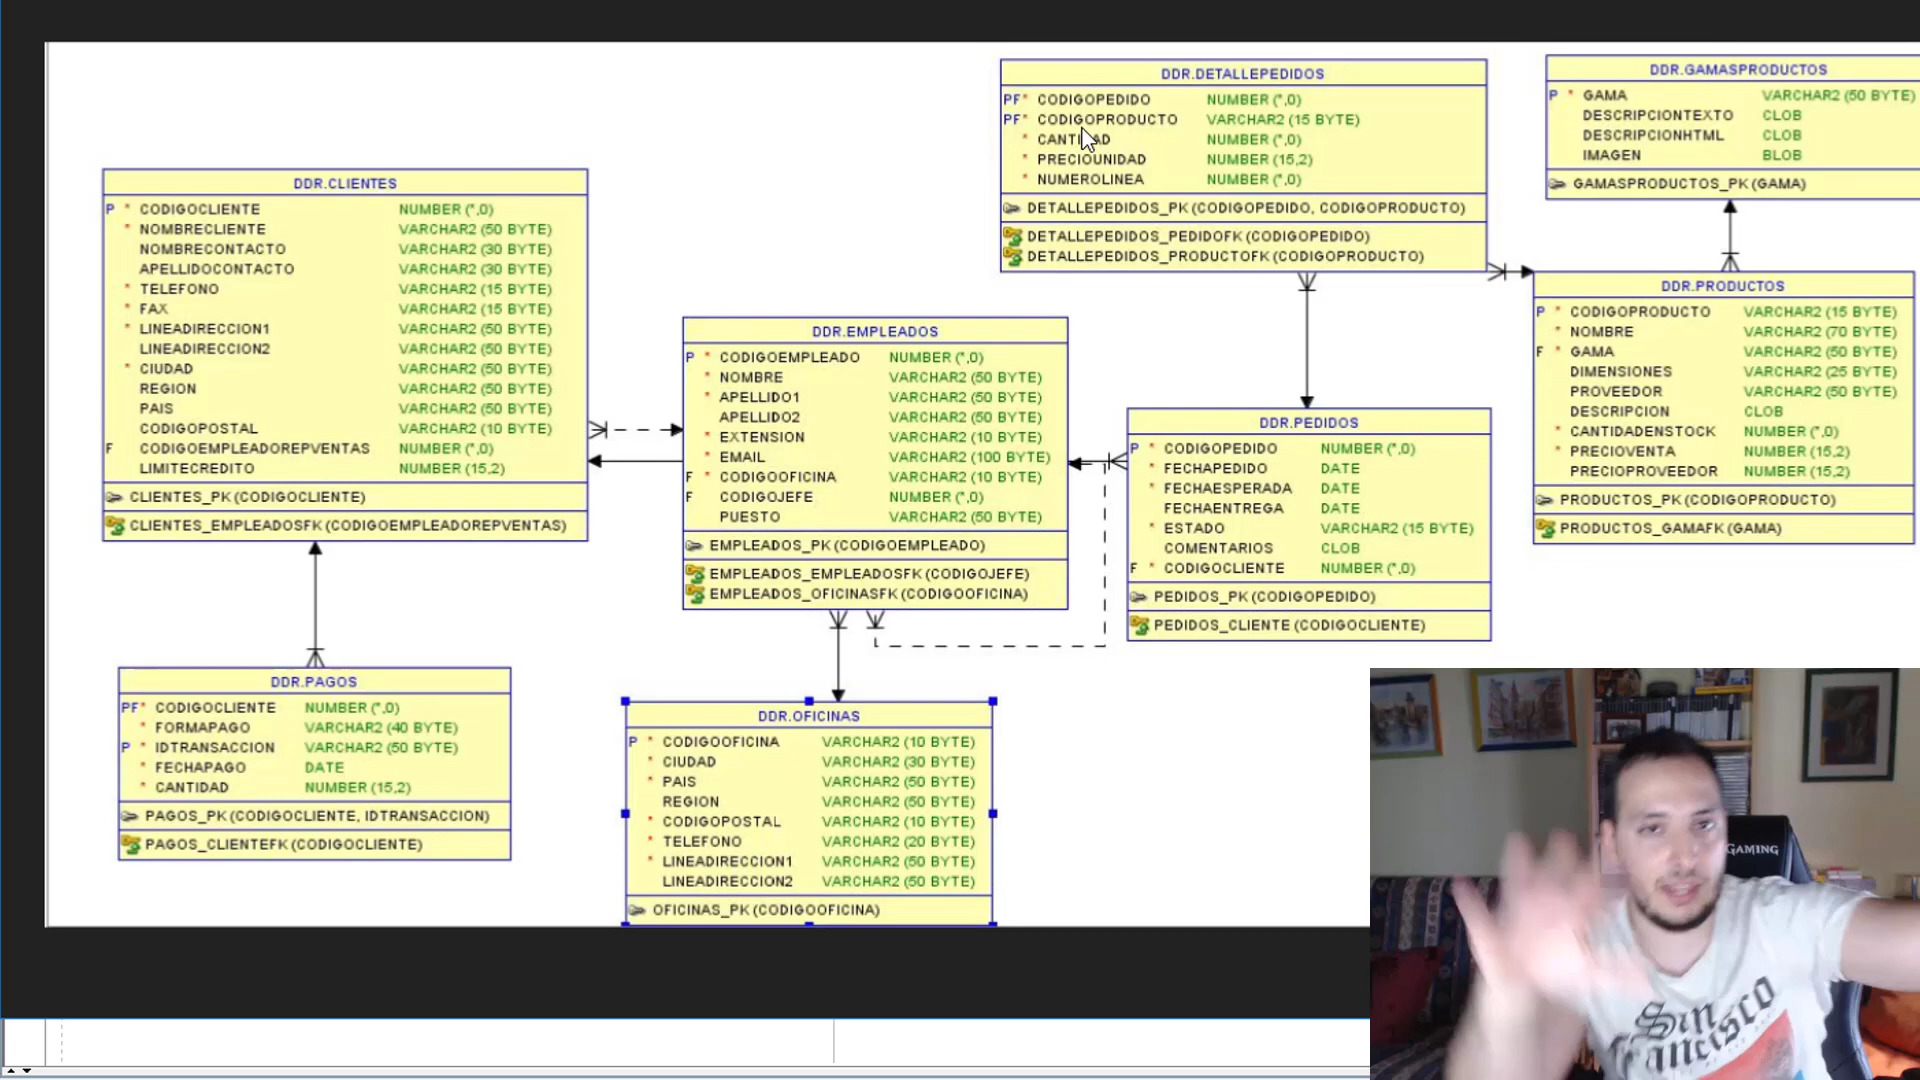 DDR.CLIENTES
P * CODIGOCLIENTE NUMBER (*,0)
* NOMBRECLIENTE VARCHAR2 (50 BYTE)
NOMBRECONTACTO VARCHAR2 (30 BYTE)
APELLIDOCONTACTO VARCHAR2 (30 BYTE)
* TELEFONO VARCHAR2 (15 BYTE)
* FAX VARCHAR2 (15 BYTE)
* LINEADIRECCION1 VARCHAR2 (50 BYTE)
LINEADIRECCION2 VARCHAR2 (50 BYTE)
* CIUDAD VARCHAR2 (50 BYTE)
REGION VARCHAR2 (50 BYTE)
PAIS VARCHAR2 (50 BYTE)
CODIGOPOSTAL VARCHAR2 (10 BYTE)
F CODIGOEMPLEADOREPVENTAS NUMBER (*,0)
LIMITECREDITO NUMBER (15,2)
CLIENTES_PK (CODIGOCLIENTE)
CLIENTES_EMPLEADOSFK (CODIGOEMPLEADOREPVENTAS)
DDR.PAGOS
PF* CODIGOCLIENTE NUMBER (*,0)
* FORMAPAGO VARCHAR2 (40 BYTE)
P * IDTRANSACCION VARCHAR2 (50 BYTE)
* FECHAPAGO DATE
* CANTIDAD NUMBER (15,2)
PAGOS_PK (CODIGOCLIENTE, IDTRANSACCION)
PAGOS_CLIENTEFK (CODIGOCLIENTE)
DDR.EMPLEADOS
P * CODIGOEMPLEADO NUMBER (*,0)
* NOMBRE VARCHAR2 (50 BYTE)
* APELLIDO1 VARCHAR2 (50 BYTE)
APELLIDO2 VARCHAR2 (50 BYTE)
* EXTENSION VARCHAR2 (10 BYTE)
* EMAIL VARCHAR2 (100 BYTE)
F * CODIGOOFICINA VARCHAR2 (10 BYTE)
F CODIGOJEFE NUMBER (*,0)
PUESTO VARCHAR2 (50 BYTE)
EMPLEADOS_PK (CODIGOEMPLEADO)
EMPLEADOS_EMPLEADOSFK (CODIGOJEFE)
EMPLEADOS_OFICINASFK (CODIGOOFICINA)
DDR.OFICINAS
P * CODIGOOFICINA VARCHAR2 (10 BYTE)
* CIUDAD VARCHAR2 (30 BYTE)
* PAIS VARCHAR2 (50 BYTE)
REGION VARCHAR2 (50 BYTE)
* CODIGOPOSTAL VARCHAR2 (10 BYTE)
* TELEFONO VARCHAR2 (20 BYTE)
* LINEADIRECCION1 VARCHAR2 (50 BYTE)
LINEADIRECCION2 VARCHAR2 (50 BYTE)
OFICINAS_PK (CODIGOOFICINA)
DDR.DETALLEPEDIDOS
PF* CODIGOPEDIDO NUMBER (*,0)
PF* CODIGOPRODUCTO VARCHAR2 (15 BYTE)
* CANTIDAD NUMBER (*,0)
* PRECIOUNIDAD NUMBER (15,2)
* NUMEROLINEA NUMBER (*,0)
DETALLEPEDIDOS_PK (CODIGOPEDIDO, CODIGOPRODUCTO)
DETALLEPEDIDOS_PEDIDOFK (CODIGOPEDIDO)
DETALLEPEDIDOS_PRODUCTOFK (CODIGOPRODUCTO)
DDR.PEDIDOS
P * CODIGOPEDIDO NUMBER (*,0)
* FECHAPEDIDO DATE
* FECHAESPERADA DATE
FECHAENTREGA DATE
* ESTADO VARCHAR2 (15 BYTE)
COMENTARIOS CLOB
F * CODIGOCLIENTE NUMBER (*,0)
PEDIDOS_PK (CODIGOPEDIDO)
PEDIDOS_CLIENTE (CODIGOCLIENTE)
DDR.GAMASPRODUCTOS
P * GAMA VARCHAR2 (50 BYTE)
DESCRIPCIONTEXTO CLOB
DESCRIPCIONHTML CLOB
IMAGEN BLOB
GAMASPRODUCTOS_PK (GAMA)
DDR.PRODUCTOS
P * CODIGOPRODUCTO VARCHAR2 (15 BYTE)
* NOMBRE VARCHAR2 (70 BYTE)
F * GAMA VARCHAR2 (50 BYTE)
DIMENSIONES VARCHAR2 (25 BYTE)
PROVEEDOR VARCHAR2 (50 BYTE)
DESCRIPCION CLOB
* CANTIDADENSTOCK NUMBER (*,0)
* PRECIOVENTA NUMBER (15,2)
PRECIOPROVEEDOR NUMBER (15,2)
PRODUCTOS_PK (CODIGOPRODUCTO)
PRODUCTOS_GAMAFK (GAMA)
GAMING
San
Francisco